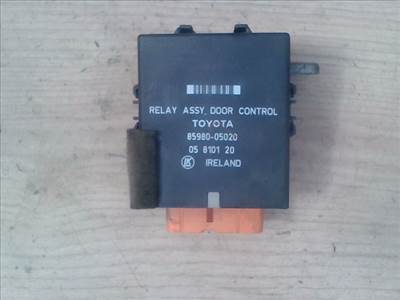 RELAY ASSY, DOOR CONTROL
TOYOTA
85980-05020
05 8101 20
IRELAND